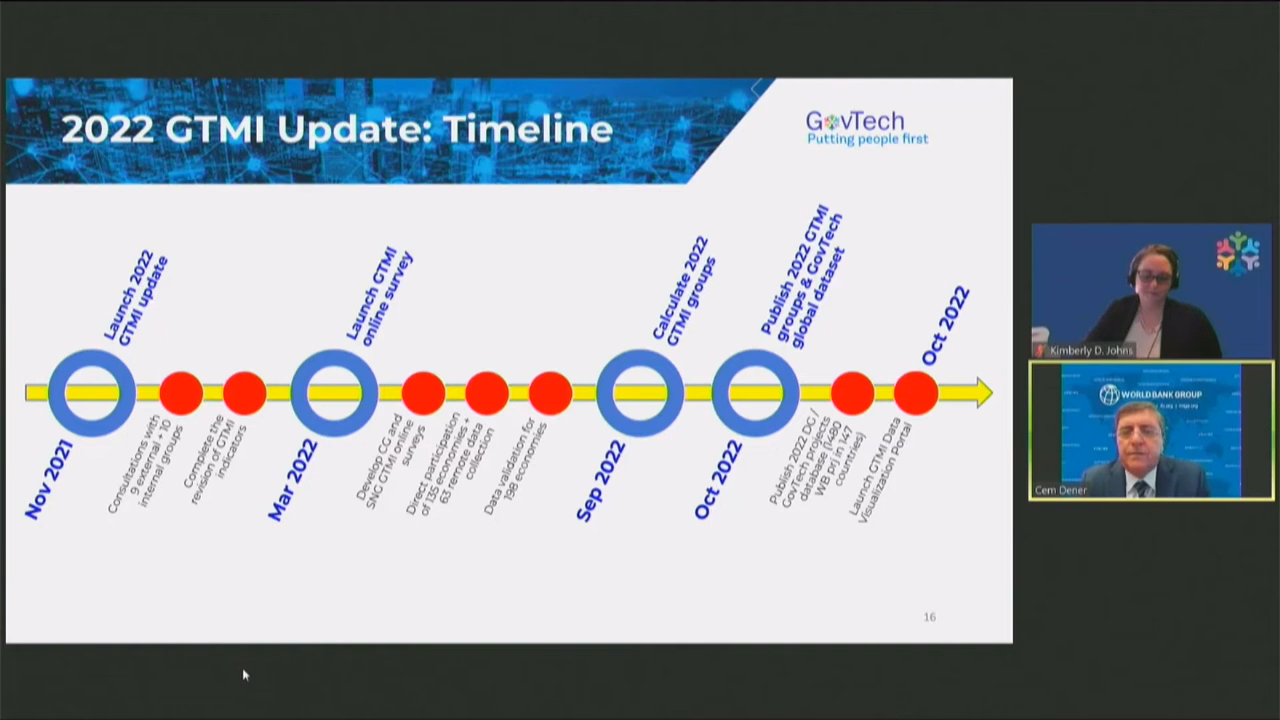 2022 GTMI Update: Timeline
GovTech
Putting people first
Launch 2022
GTMI update
Launch GTMI
online survey
Calculate 2022
GTMI groups
Publish 2022 GTMI
groups & GovTech
global dataset
Oct 2022
Nov 2021
Consultations with
9 external + 10
internal groups
Complete the
revision of GTMI
indicators
Mar 2022
Develop CG and
SNG GTMI online
surveys
Direct participation
of 135 economies +
63 remote data
collection
Data validation for
198 economies
Sep 2022
Oct 2022
Publish 2022 DG /
GovTech projects
database (1480
WB prj in 147
countries)
Launch GTMI Data
Visualization Portal
16
Kimberly D. Johns
WORLD BANK GROUP
Cem Dener